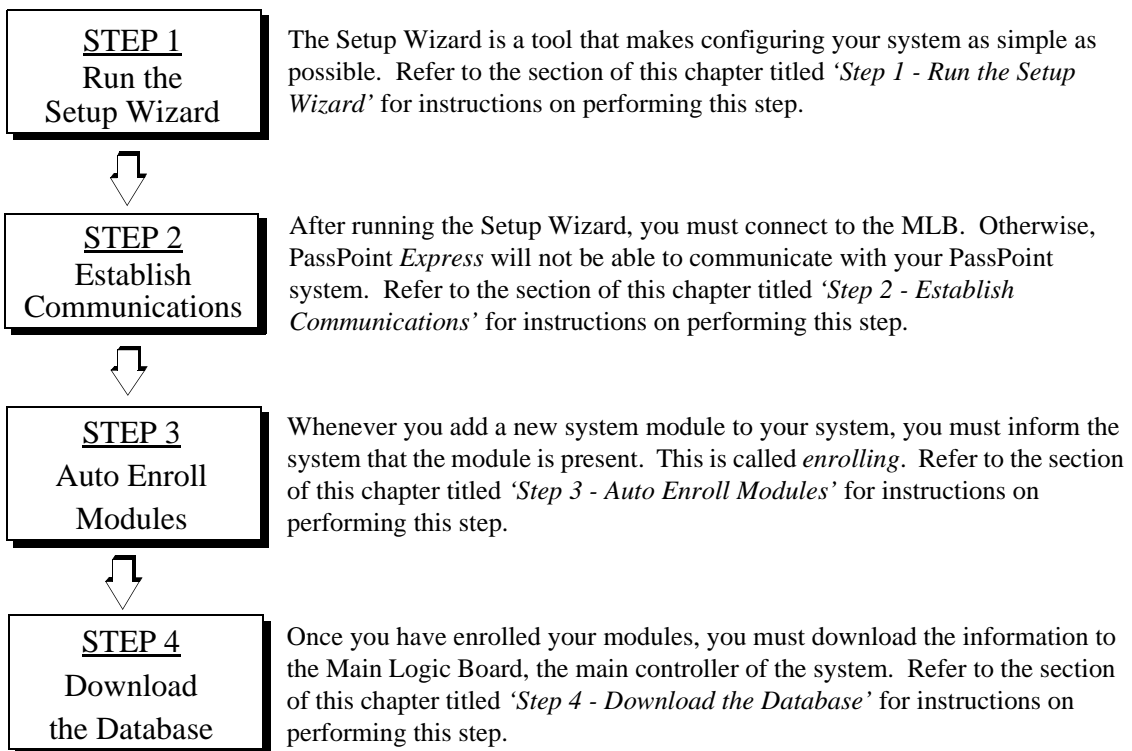 STEP 1
Run the
Setup Wizard
The Setup Wizard is a tool that makes configuring your system as simple as
possible. Refer to the section of this chapter titled ‘Step 1 - Run the Setup
Wizard’ for instructions on performing this step.
STEP 2
Establish
Communications
After running the Setup Wizard, you must connect to the MLB. Otherwise,
PassPoint Express will not be able to communicate with your PassPoint
system. Refer to the section of this chapter titled ‘Step 2 - Establish
Communications’ for instructions on performing this step.
STEP 3
Auto Enroll
Modules
Whenever you add a new system module to your system, you must inform the
system that the module is present. This is called enrolling. Refer to the section
of this chapter titled ‘Step 3 - Auto Enroll Modules’ for instructions on
performing this step.
STEP 4
Download
the Database
Once you have enrolled your modules, you must download the information to
the Main Logic Board, the main controller of the system. Refer to the section
of this chapter titled ‘Step 4 - Download the Database’ for instructions on
performing this step.